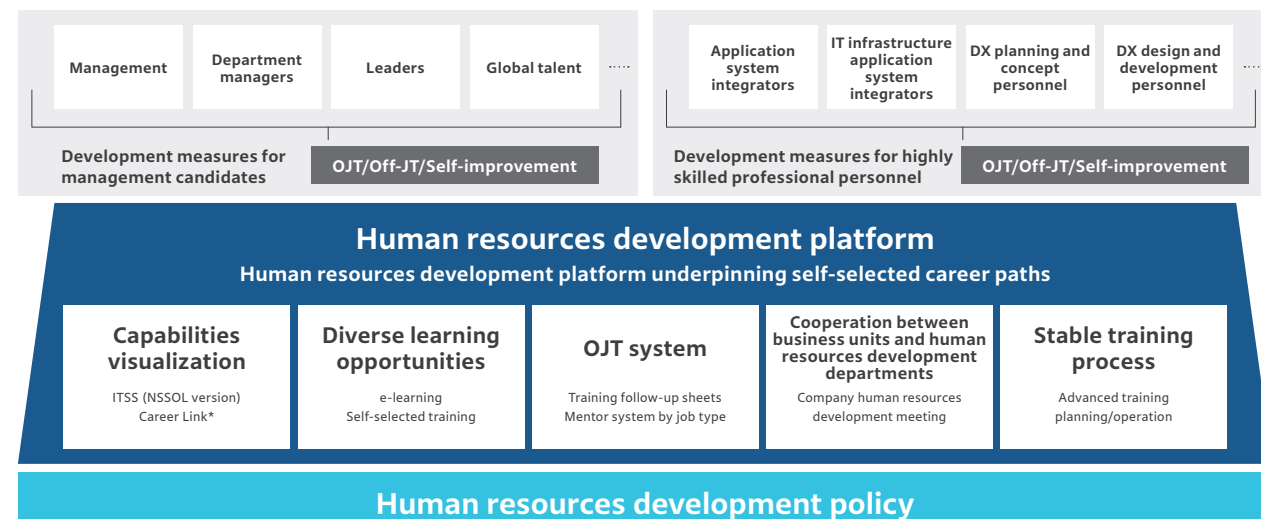 Management
Department
managers
Leaders
Global talent
.....
Development measures for
management candidates
OJT/Off-JT/Self-improvement
Application
system
integrators
IT infrastructure
application
system
integrators
DX planning and
concept
personnel
DX design and
development
personnel
....
Development measures for highly
skilled professional personnel
OJT/Off-JT/Self-improvement
Human resources development platform
Human resources development platform underpinning self-selected career paths
Capabilities
visualization
ITSS (NSSOL version)
Career Link*
Diverse learning
opportunities
e-learning
Self-selected training
OJT system
Training follow-up sheets
Mentor system by job type
Cooperation between
business units and human
resources development
departments
Company human resources
development meeting
Stable training
process
Advanced training
planning/operation
Human resources development policy